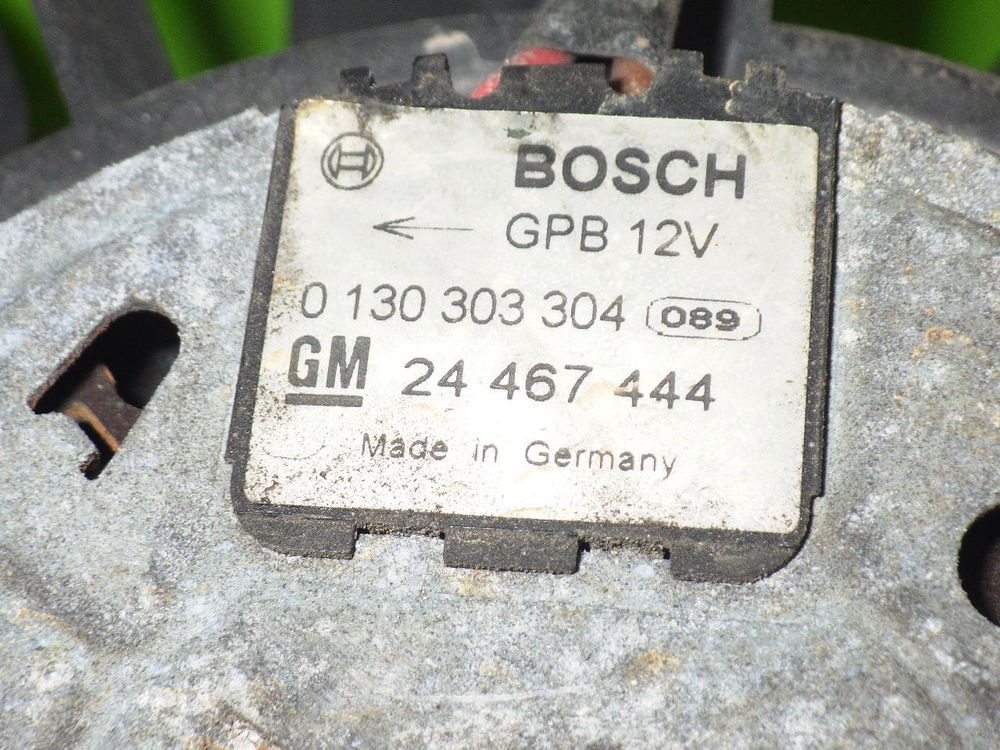 BOSCH
GPB 12V
0 130 303 304 089
GM 24 467 444
Made in Germany